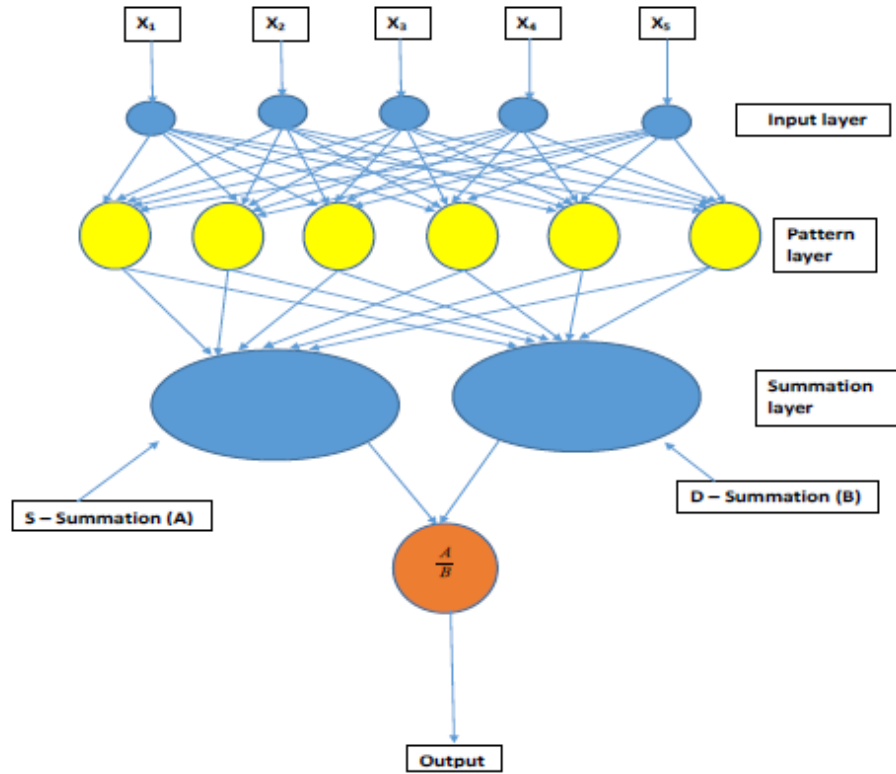 X₁ X₂ X₃ X₄ X₅
Input layer
Pattern
layer
Summation
layer
S – Summation (A)
D – Summation (B)
A
B
Output